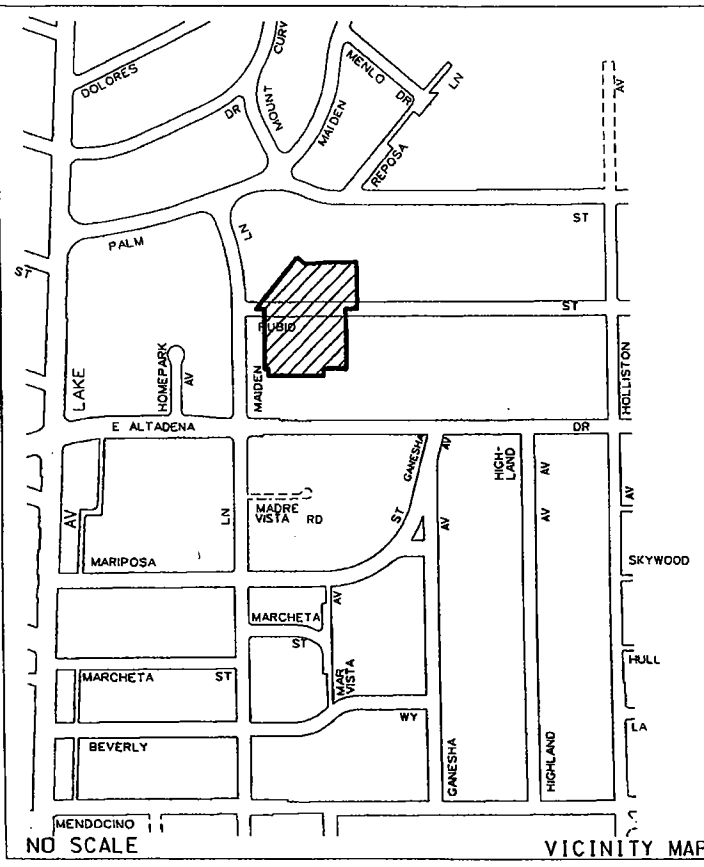 CURV
MENLO
DR
LN
DOLORES
DR
MOUNT
MAIDEN
AV
REPOSA
ST
LN
PALM
ST
ST
RUBIO
LAKE
HOMEPARK
AV
MAIDEN
HOLLISTON
E ALTADENA
DR
GANESHA
AV
HIGH-
LAND
AV
MADRE
VISTA RD
ST
AV
AV
AV
LN
AV
MARIPOSA
SKYWOOD
AV
MARCHETA
ST
MAR
VISTA
HULL
MARCHETA ST
WY
LA
BEVERLY
GANESHA
HIGHLAND
MENDOCINO
NO SCALE
VICINITY MAP